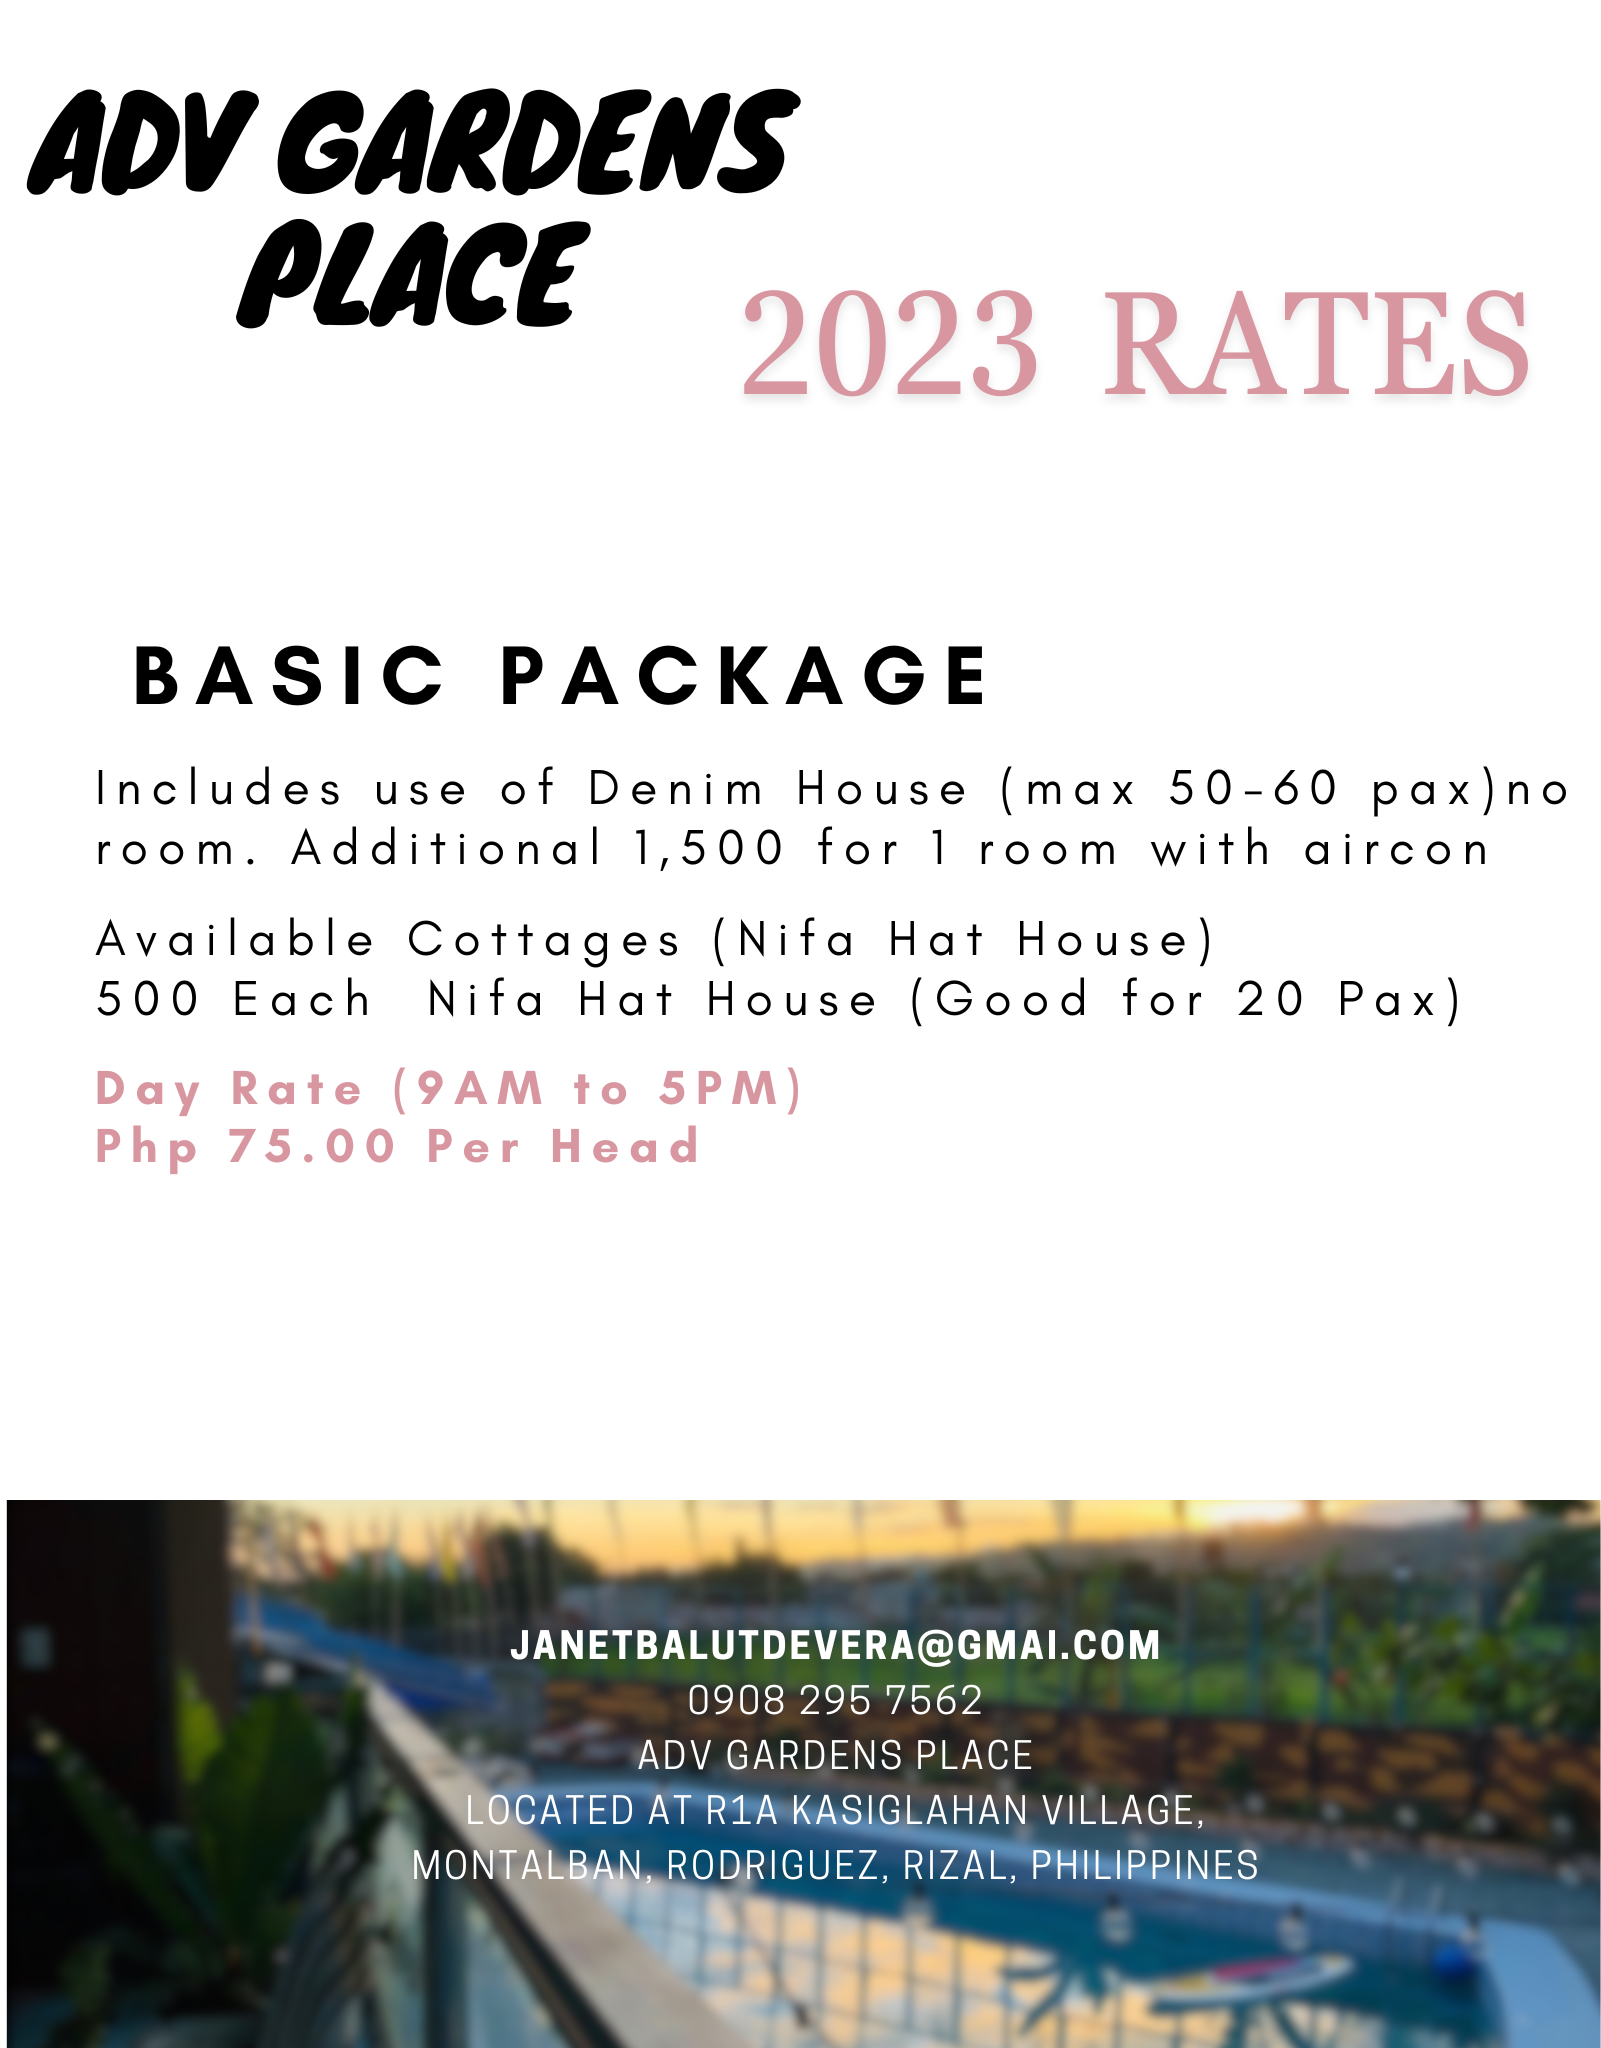 ADV GARDENS
PLACE
2023 RATES
BASIC PACKAGE
Includes use of Denim House (max 50-60 pax)no
room. Additional 1,500 for 1 room with aircon
Available Cottages (Nifa Hat House)
500 Each Nifa Hat House (Good for 20 Pax)
Day Rate (9AM to 5PM)
Php 75.00 Per Head
JANETBALUTDEVERA@GMAI.COM
0908 295 7562
ADV GARDENS PLACE
LOCATED AT R1A KASIGLAHAN VILLAGE,
MONTALBAN, RODRIGUEZ, RIZAL, PHILIPPINES